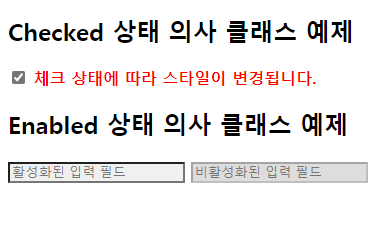 Checked 상태 의사 클래스 예제
체크 상태에 따라 스타일이 변경됩니다.
Enabled 상태 의사 클래스 예제
활성화된 입력 필드 비활성화된 입력 필드